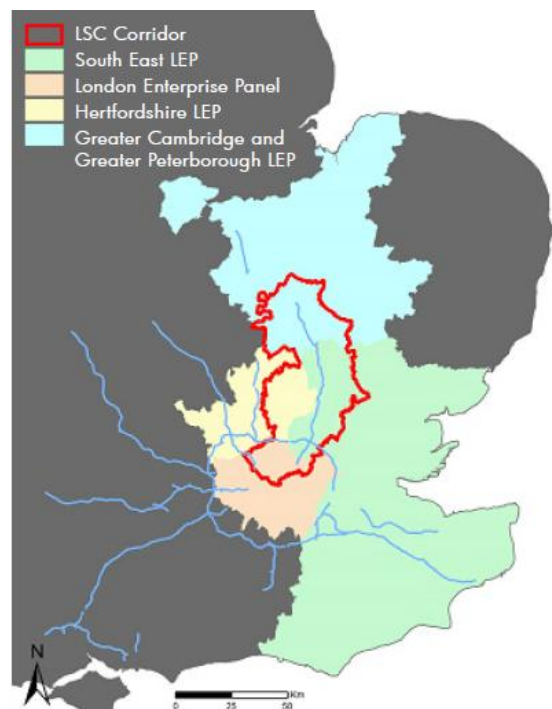 LSC Corridor
South East LEP
London Enterprise Panel
Hertfordshire LEP
Greater Cambridge and
Greater Peterborough LEP
N
Km
0 25 50